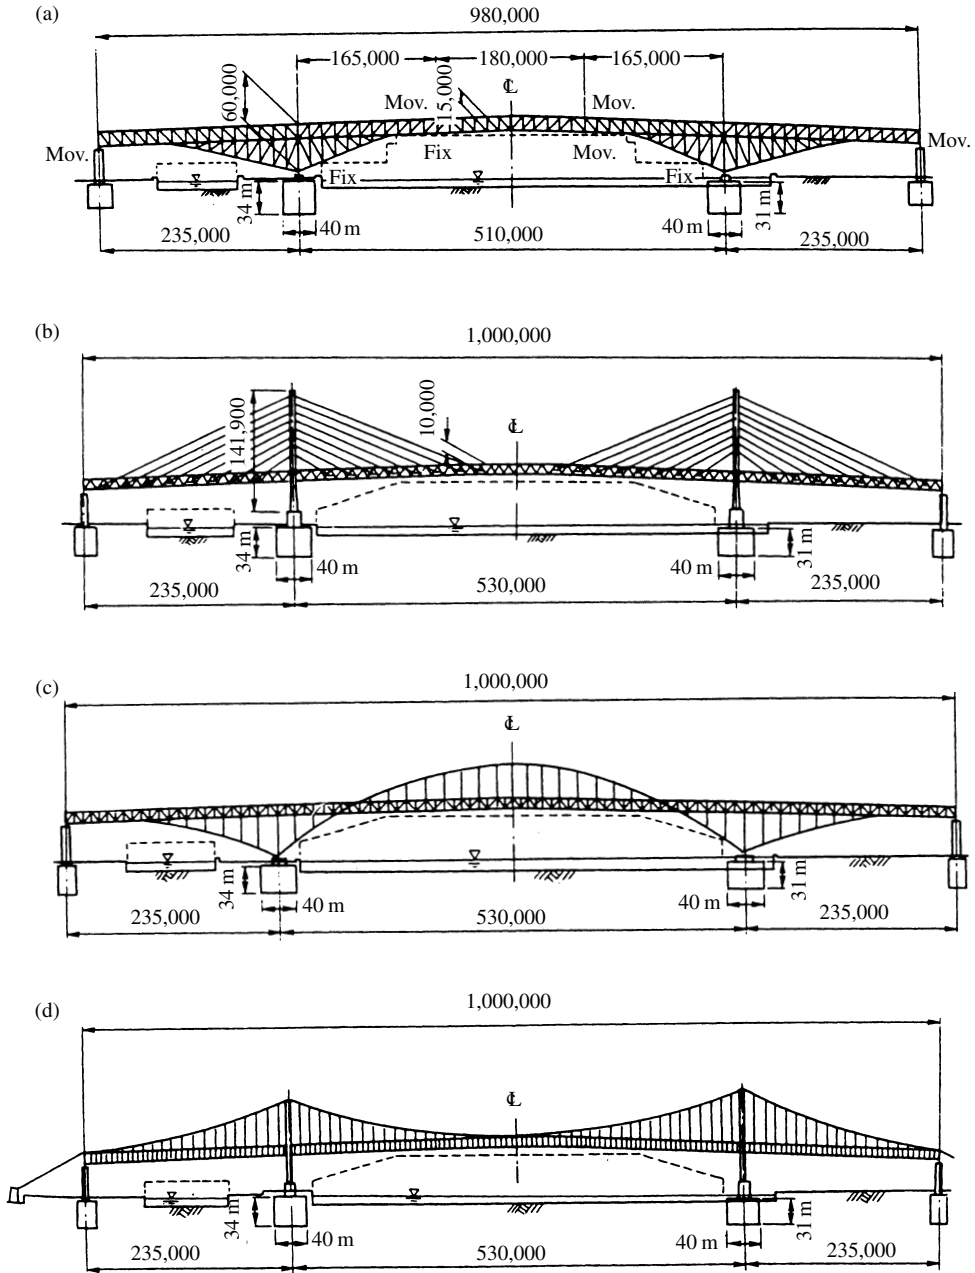 (a)
980,000
165,000 180,000 165,000
60,000
15,000
℄
Mov. Mov.
Mov. Fix Mov. Mov.
Fix Fix
34 m 40 m 40 m 31 m
235,000 510,000 235,000
(b)
1,000,000
141,900
10,000
℄
34 m 40 m 40 m 31 m
235,000 530,000 235,000
(c)
1,000,000
℄
34 m 40 m 40 m 31 m
235,000 530,000 235,000
(d)
1,000,000
℄
34 m 40 m 40 m 31 m
235,000 530,000 235,000